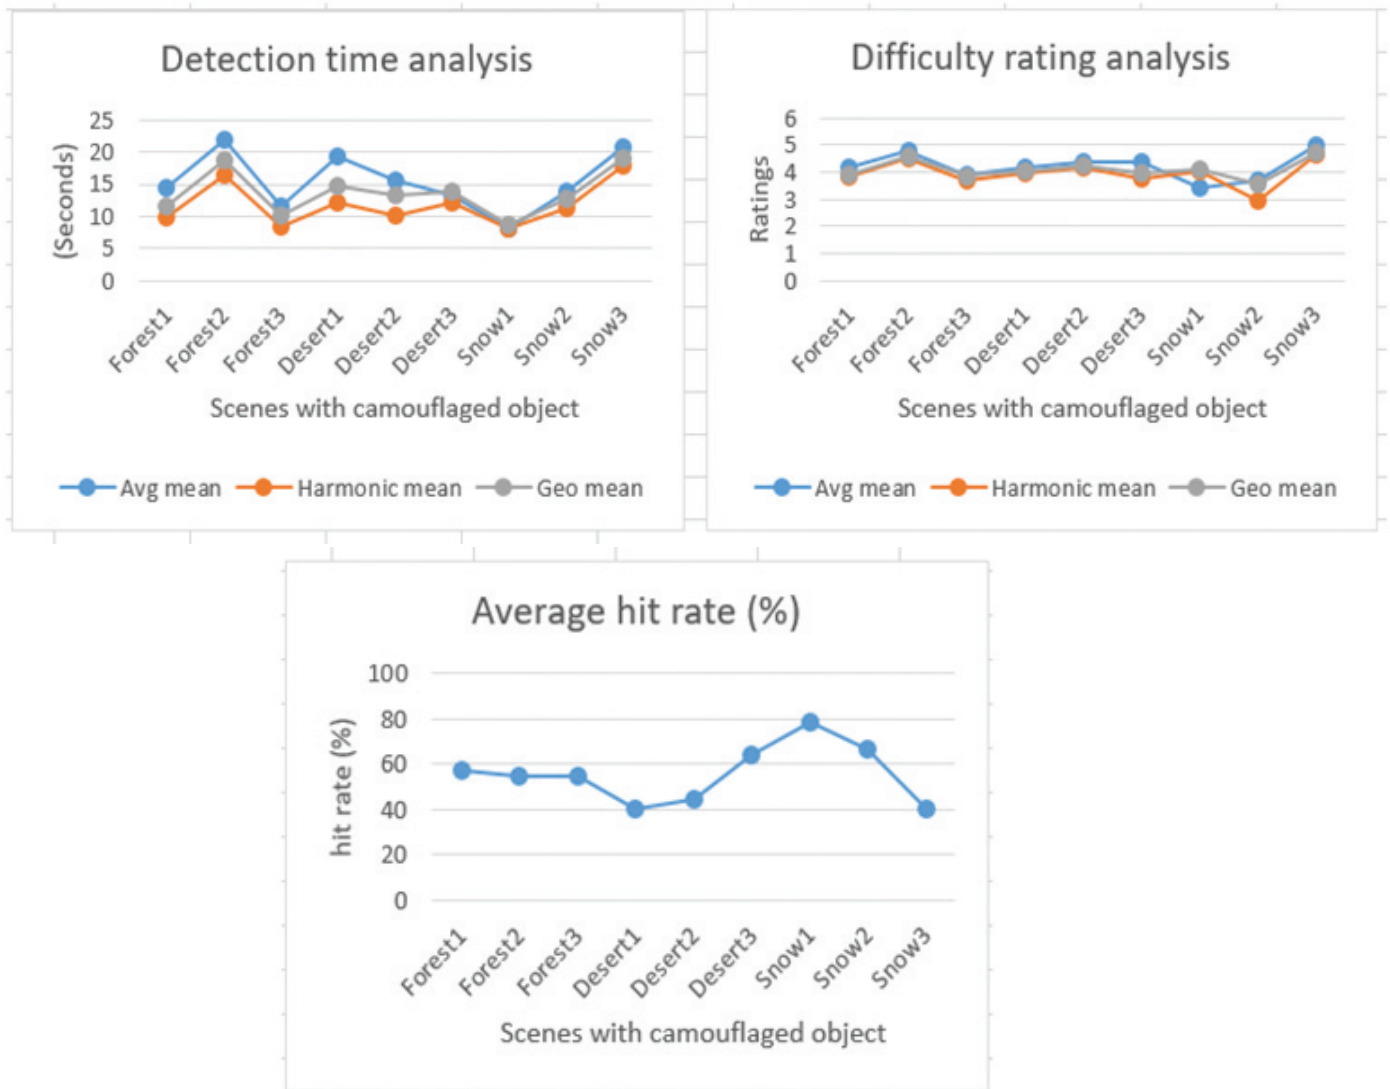 Detection time analysis
25
20
15
10
5
0
(Seconds)
Forest1
Forest2
Forest3
Desert1
Desert2
Desert3
Snow1
Snow2
Snow3
Scenes with camouflaged object
Avg mean Harmonic mean Geo mean
Difficulty rating analysis
6
5
4
3
2
1
0
Ratings
Forest1
Forest2
Forest3
Desert1
Desert2
Desert3
Snow1
Snow2
Snow3
Scenes with camouflaged object
Avg mean Harmonic mean Geo mean
Average hit rate (%)
100
80
60
40
20
0
hit rate (%)
Forest1
Forest2
Forest3
Desert1
Desert2
Desert3
Snow1
Snow2
Snow3
Scenes with camouflaged object